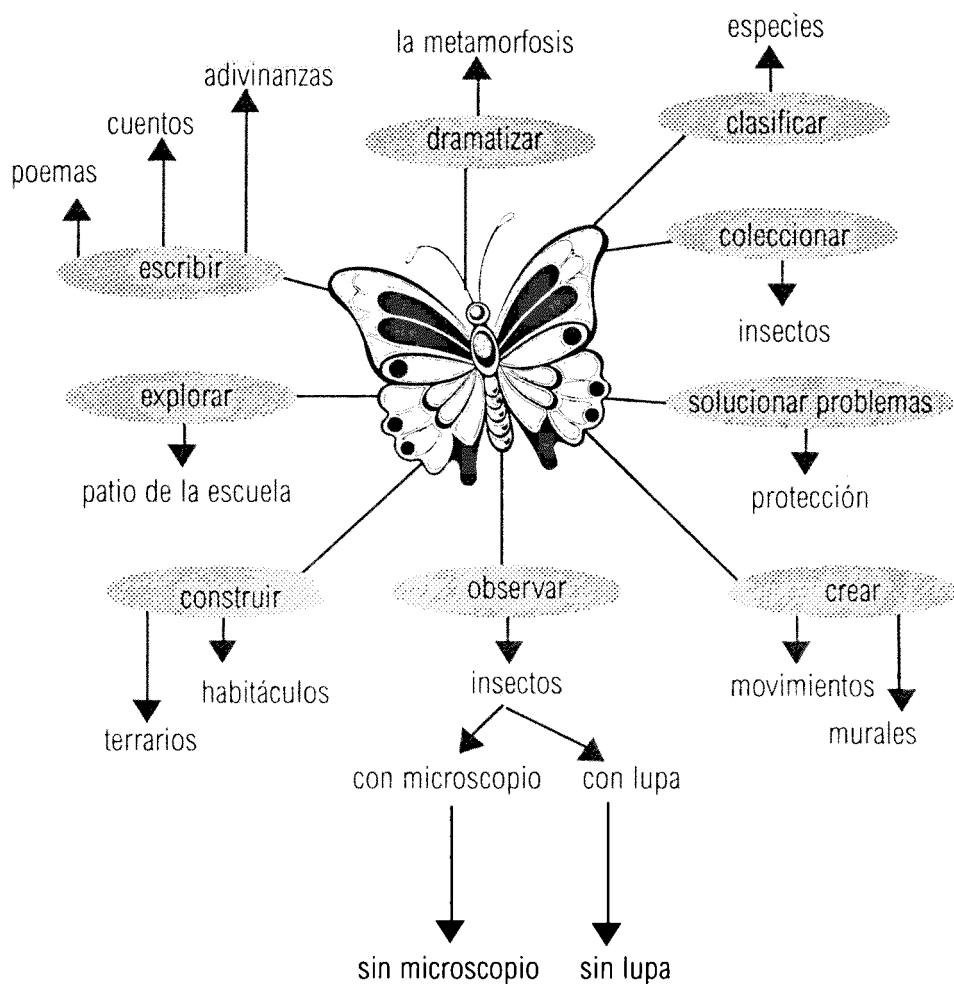 especies
la metamorfosis
adivinanzas
clasificar
cuentos
dramatizar
poemas
coleccionar
escribir
insectos
explorar
solucionar problemas
patio de la escuela
protección
construir
observar
crear
habitáculos
insectos
movimientos
terrarios
murales
con microscopio
con lupa
sin microscopio
sin lupa